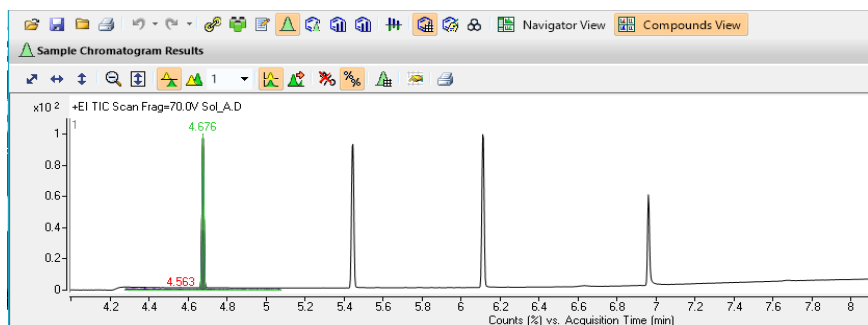 Navigator View Compounds View
Sample Chromatogram Results
1
x10 2 +EI TIC Scan Frag=70.0V Sol_A.D
1
4.676
1
0.8
0.6
0.4
0.2
4.563
0
4.2 4.4 4.6 4.8 5 5.2 5.4 5.6 5.8 6 6.2 6.4 6.6 6.8 7 7.2 7.4 7.6 7.8 8
Counts (%) vs. Acquisition Time (min)